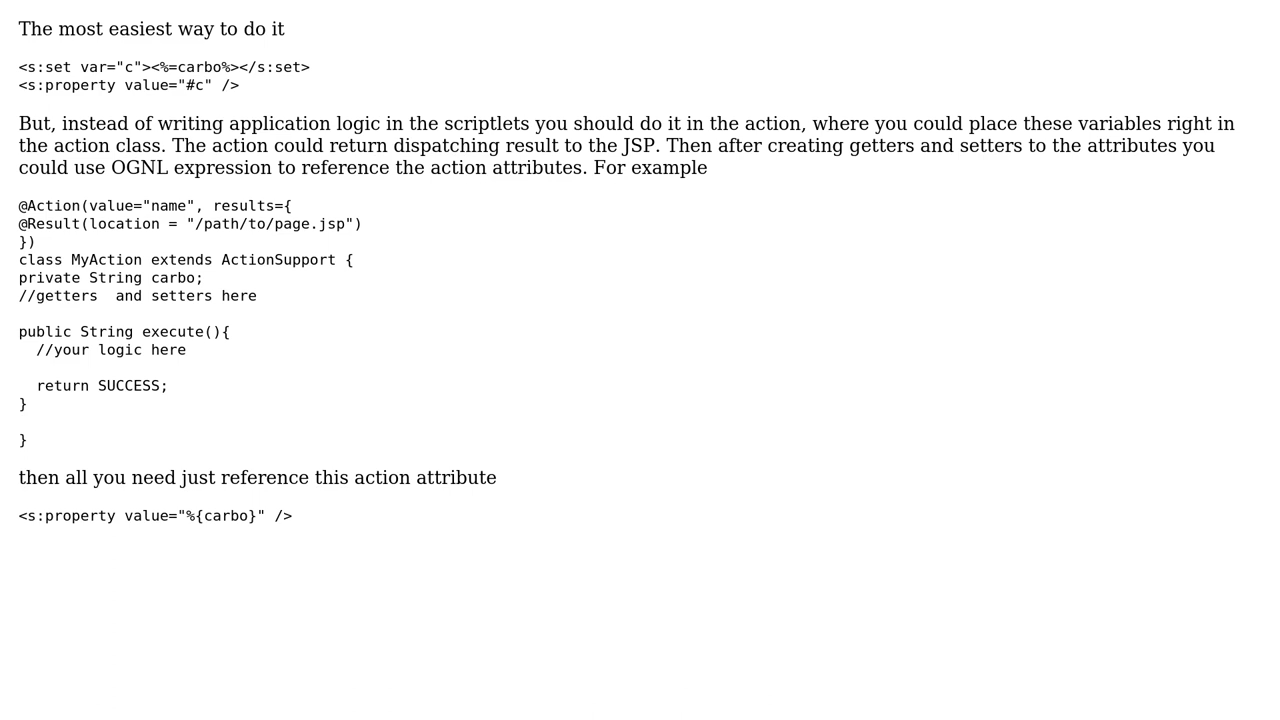 The most easiest way to do it
<s:set var="c"><%=carbo%></s:set>
<s:property value="#c" />
But, instead of writing application logic in the scriptlets you should do it in the action, where you could place these variables right in
the action class. The action could return dispatching result to the JSP. Then after creating getters and setters to the attributes you
could use OGNL expression to reference the action attributes. For example
@Action(value="name", results={
@Result(location = "/path/to/page.jsp")
})
class MyAction extends ActionSupport {
private String carbo;
//getters  and setters here
public String execute(){
  //your logic here
  return SUCCESS;
}
}
then all you need just reference this action attribute
<s:property value="%{carbo}" />